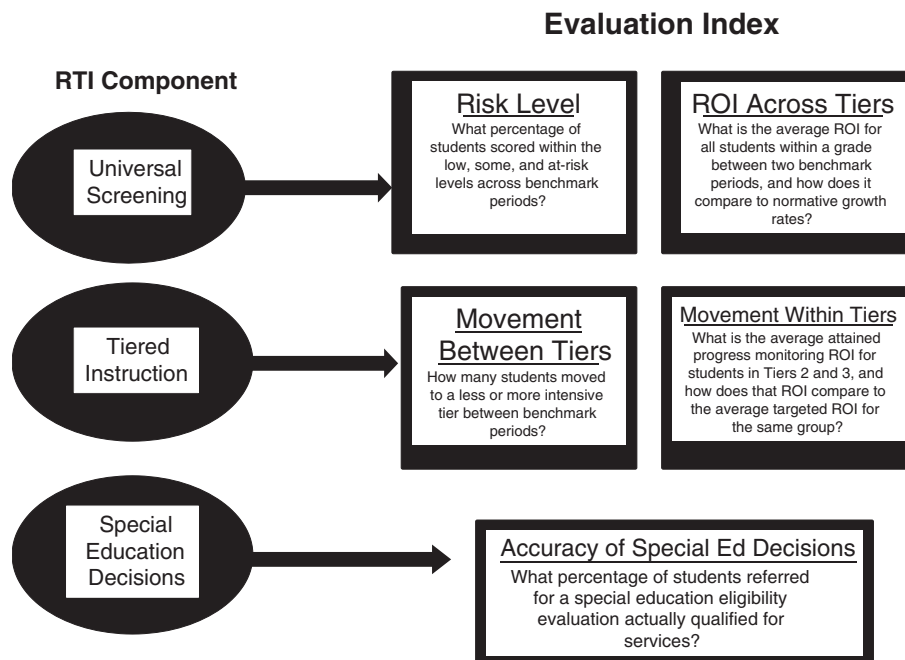 Evaluation Index
RTI Component
Universal
Screening
Risk Level
What percentage of
students scored within the
low, some, and at-risk
levels across benchmark
periods?
ROI Across Tiers
What is the average ROI for
all students within a grade
between two benchmark
periods, and how does it
compare to normative growth
rates?
Tiered
Instruction
Movement
Between Tiers
How many students moved
to a less or more intensive
tier between benchmark
periods?
Movement Within Tiers
What is the average attained
progress monitoring ROI for
students in Tiers 2 and 3, and
how does that ROI compare to
the average targeted ROI for
the same group?
Special
Education
Decisions
Accuracy of Special Ed Decisions
What percentage of students referred
for a special education eligibility
evaluation actually qualified for
services?